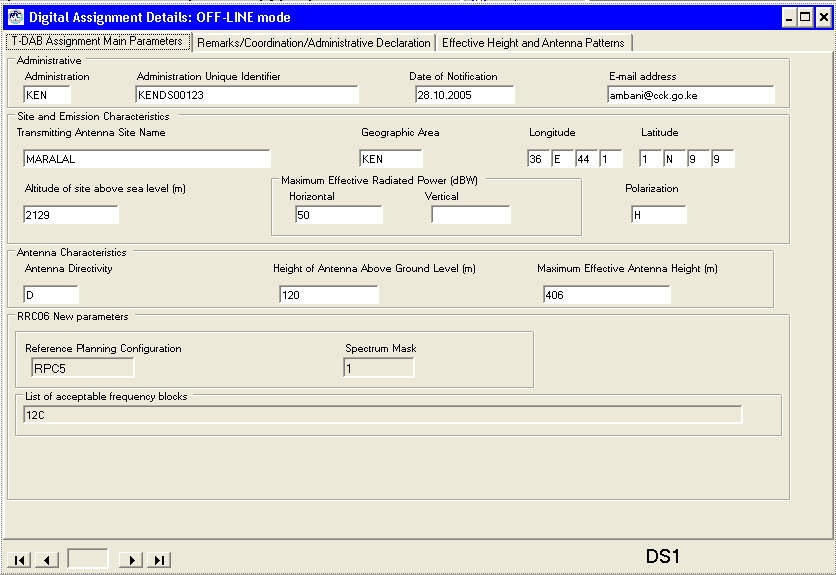 Digital Assignment Details: OFF-LINE mode
T-DAB Assignment Main Parameters Remarks/Coordination/Administrative Declaration Effective Height and Antenna Patterns
Administrative
Administration Administration Unique Identifier Date of Notification E-mail address
KEN KENDS00123 28.10.2005 ambani@cck.go.ke
Site and Emission Characteristics
Transmitting Antenna Site Name Geographic Area Longitude Latitude
MARALAL KEN 36 E 44 1 1 N 9 9
Altitude of site above sea level (m) Maximum Effective Radiated Power (dBW) Polarization
Horizontal Vertical
2129 50 H
Antenna Characteristics
Antenna Directivity Height of Antenna Above Ground Level (m) Maximum Effective Antenna Height (m)
D 120 406
RRC06 New parameters
Reference Planning Configuration Spectrum Mask
RPC5 1
List of acceptable frequency blocks
12C
DS1